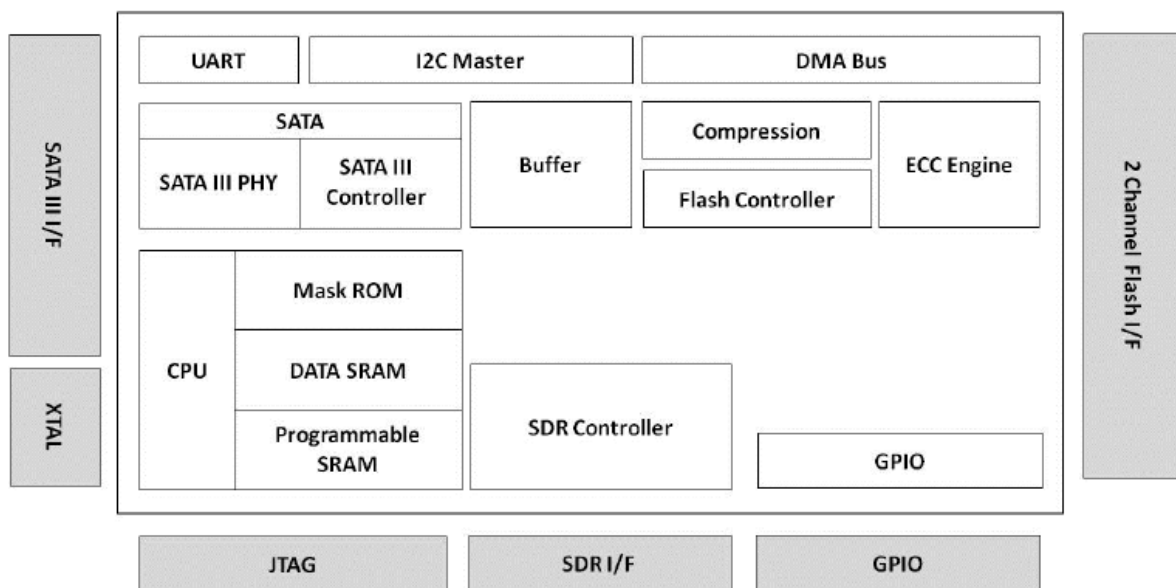 UART
I2C Master
DMA Bus
SATA III I/F
SATA
SATA III PHY
SATA III
Controller
Buffer
Compression
Flash Controller
ECC Engine
2 Channel Flash I/F
CPU
Mask ROM
DATA SRAM
Programmable
SRAM
SDR Controller
GPIO
XTAL
JTAG
SDR I/F
GPIO